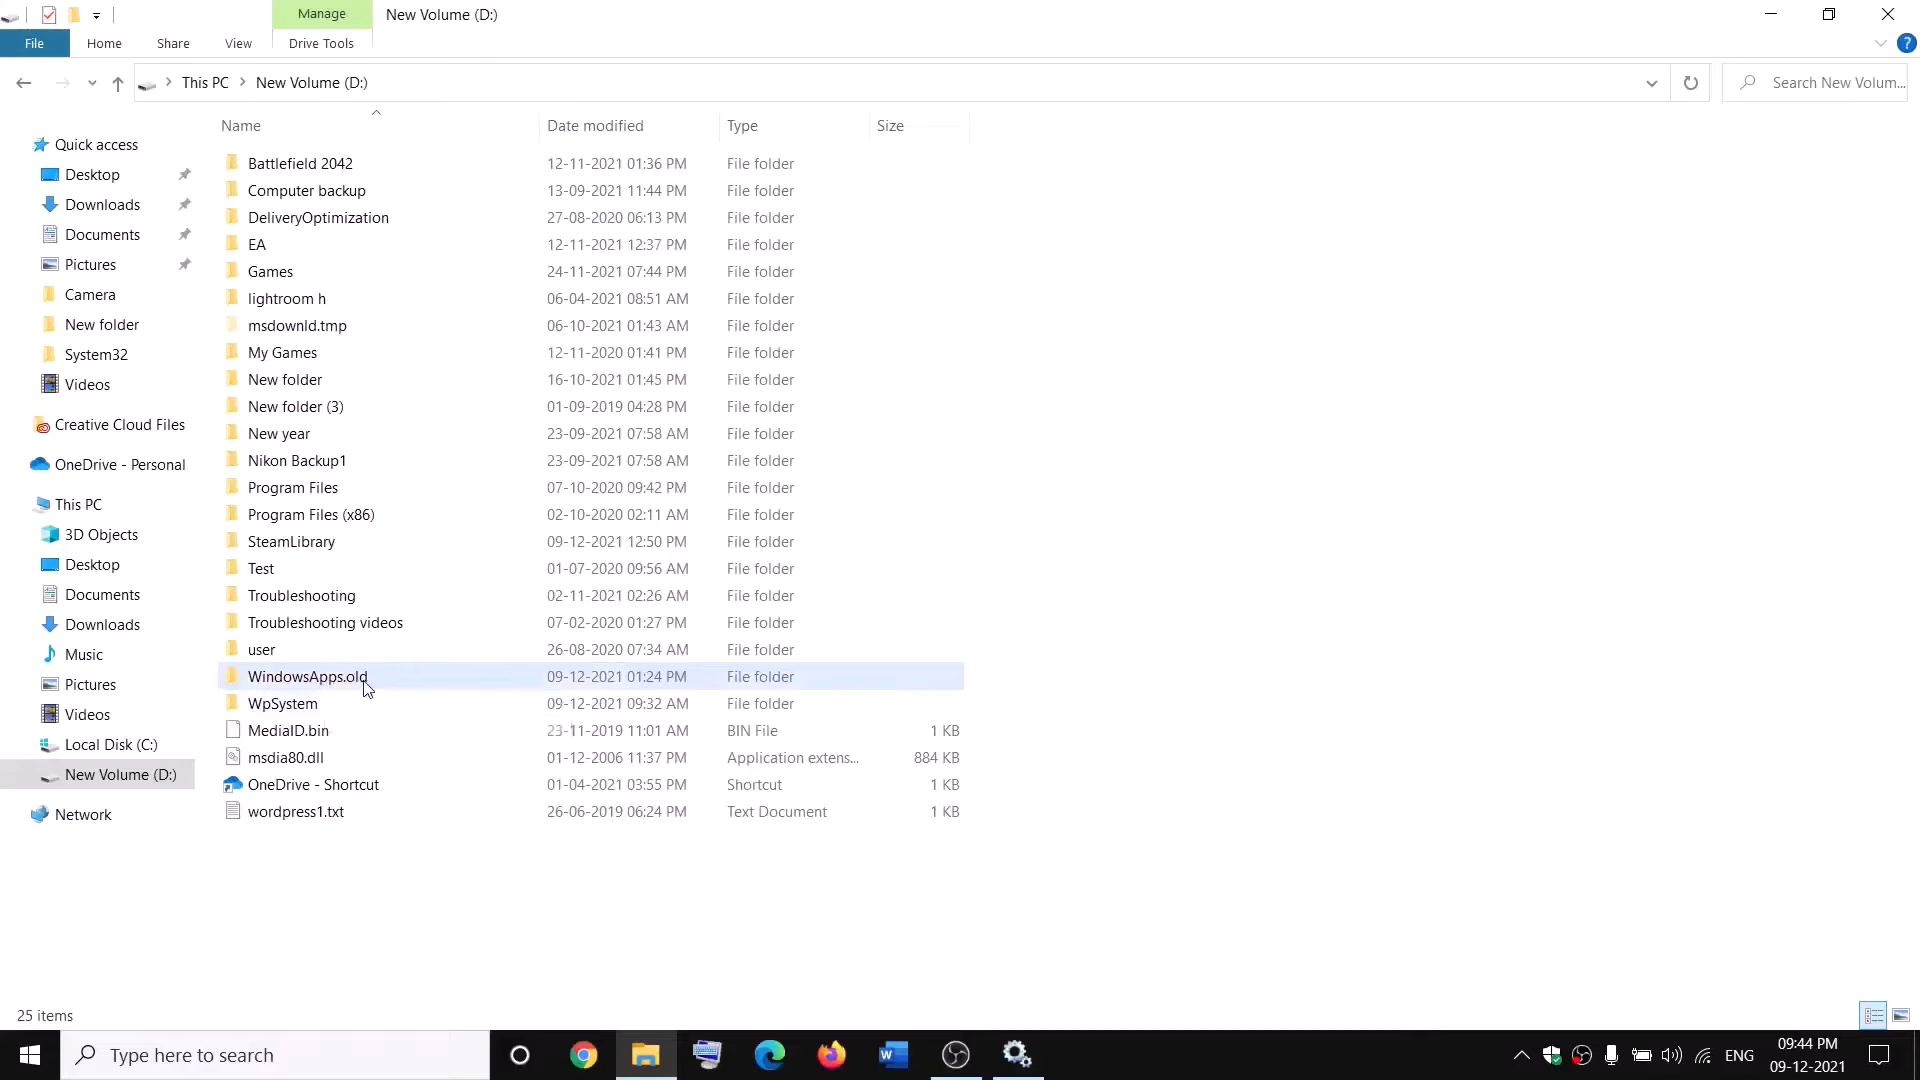 Manage
New Volume (D:)
File
Home
Share
View
Drive Tools
This PC
New Volume (D:)
Search New Volum...
Name
Date modified
Type
Size
Quick access
Desktop
Downloads
Documents
Pictures
Camera
New folder
System32
Videos
Creative Cloud Files
OneDrive - Personal
This PC
3D Objects
Desktop
Documents
Downloads
Music
Pictures
Videos
Local Disk (C:)
New Volume (D:)
Network
Battlefield 2042 12-11-2021 01:36 PM File folder
Computer backup 13-09-2021 11:44 PM File folder
DeliveryOptimization 27-08-2020 06:13 PM File folder
EA 12-11-2021 12:37 PM File folder
Games 24-11-2021 07:44 PM File folder
lightroom h 06-04-2021 08:51 AM File folder
msdownld.tmp 06-10-2021 01:43 AM File folder
My Games 12-11-2020 01:41 PM File folder
New folder 16-10-2021 01:45 PM File folder
New folder (3) 01-09-2019 04:28 PM File folder
New year 23-09-2021 07:58 AM File folder
Nikon Backup1 23-09-2021 07:58 AM File folder
Program Files 07-10-2020 09:42 PM File folder
Program Files (x86) 02-10-2020 02:11 AM File folder
SteamLibrary 09-12-2021 12:50 PM File folder
Test 01-07-2020 09:56 AM File folder
Troubleshooting 02-11-2021 02:26 AM File folder
Troubleshooting videos 07-02-2020 01:27 PM File folder
user 26-08-2020 07:34 AM File folder
WindowsApps.old 09-12-2021 01:24 PM File folder
WpSystem 09-12-2021 09:32 AM File folder
MediaID.bin 23-11-2019 11:01 AM BIN File 1 KB
msdia80.dll 01-12-2006 11:37 PM Application extens... 884 KB
OneDrive - Shortcut 01-04-2021 03:55 PM Shortcut 1 KB
wordpress1.txt 26-06-2019 06:24 PM Text Document 1 KB
25 items
Type here to search
ENG
09:44 PM
09-12-2021